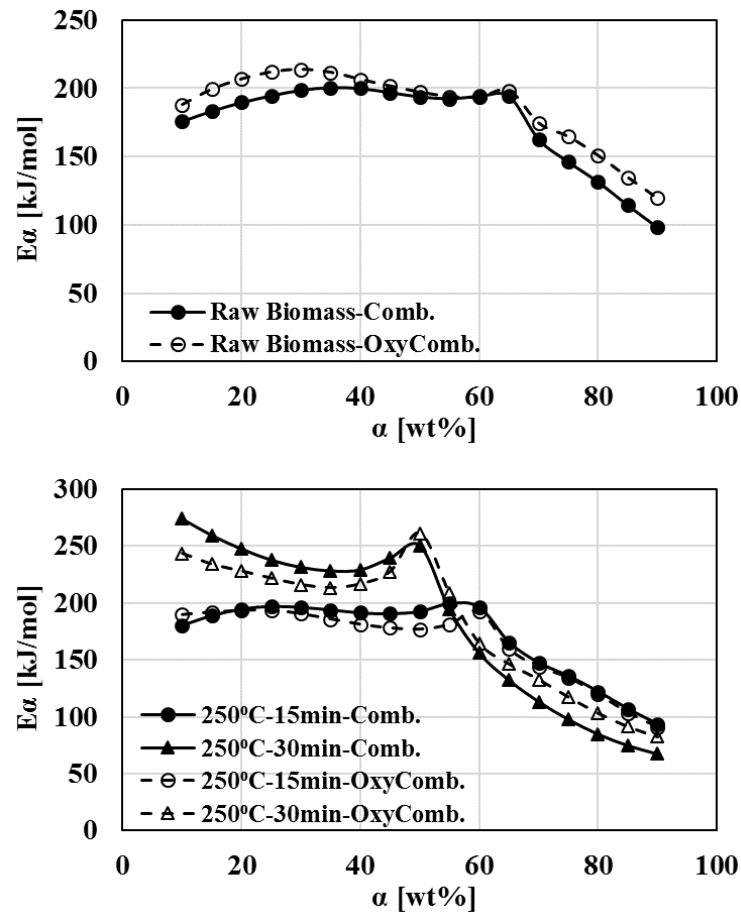 250
200
150
100
50
0
Eα [kJ/mol]
Raw Biomass-Comb.
Raw Biomass-OxyComb.
0 20 40 60 80 100
α [wt%]
300
250
200
150
100
50
0
Eα [kJ/mol]
250ºC-15min-Comb.
250ºC-30min-Comb.
250ºC-15min-OxyComb.
250ºC-30min-OxyComb.
0 20 40 60 80 100
α [wt%]